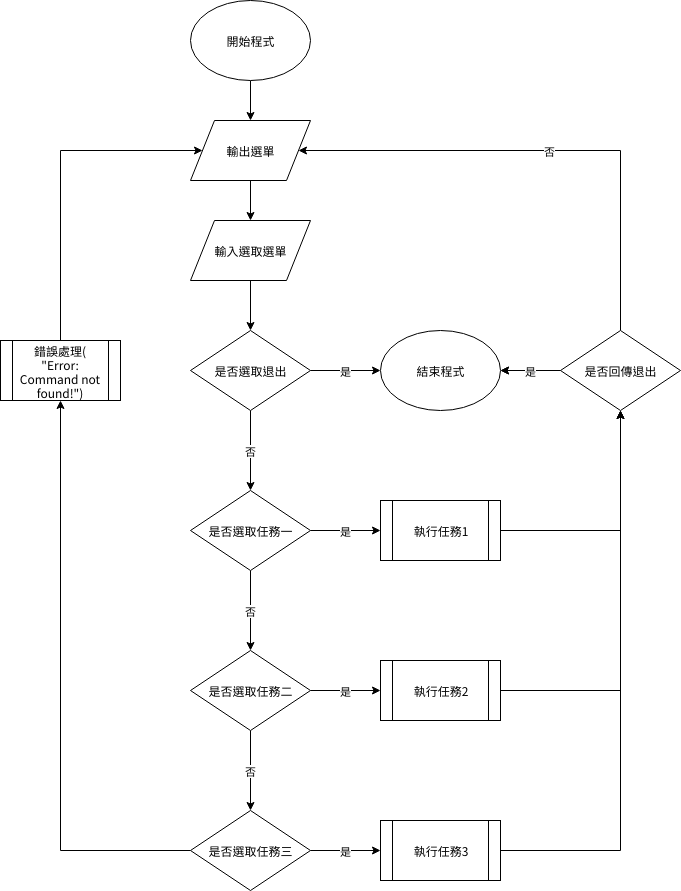 開始程式
輸出選單
否
輸入選取選單
錯誤處理(
"Error:
Command not
found!")
是否選取退出
是
結束程式
是
是否回傳退出
否
是否選取任務一
是
執行任務1
否
是否選取任務二
是
執行任務2
否
是否選取任務三
是
執行任務3